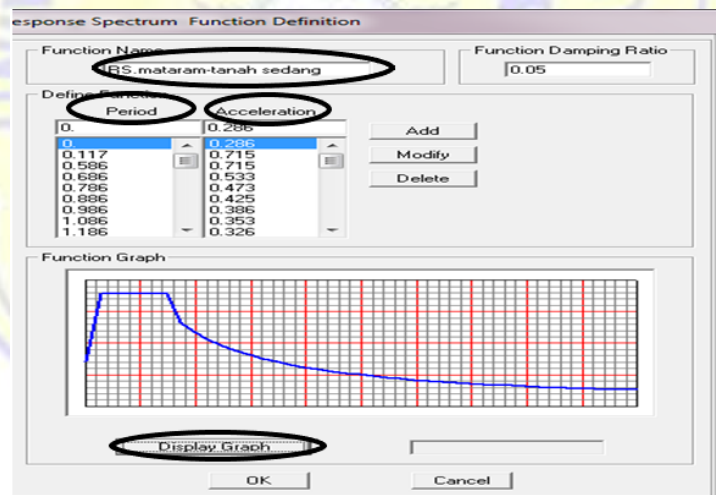 esponse Spectrum Function Definition
Function Name
Function Damping Ratio
RS.mataram-tanah sedang
0.05
Define Function
Period
Acceleration
0.
0.286
Add
0.
0.286
0.117
0.715
Modify
0.586
0.715
0.686
0.533
Delete
0.786
0.473
0.886
0.425
0.986
0.386
1.086
0.353
1.186
0.326
Function Graph
Display Graph
OK
Cancel